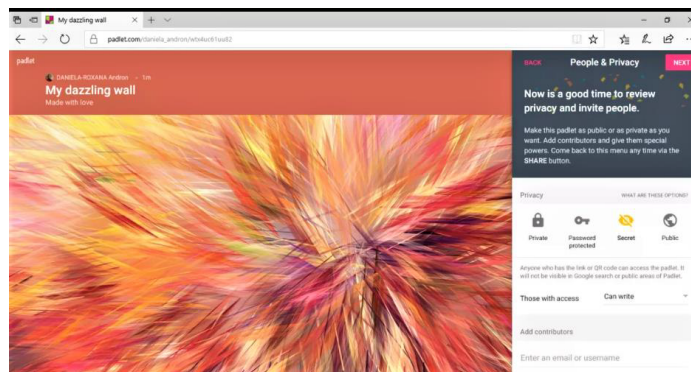 My dazzling wall
padlet.com/daniela_andron/wtx4uc61uu82
padlet
DANIELA-ROXANA Andron • 1m
My dazzling wall
Made with love
BACK
People & Privacy
NEXT
Now is a good time to review
privacy and invite people.
Make this padlet as public or as private as you
want. Add contributors and give them special
powers. Come back to this menu any time via the
SHARE button.
Privacy
WHAT ARE THESE OPTIONS?
Private
Password
protected
Secret
Public
Anyone who has the link or QR code can access the padlet. It
will not be visible in Google search or public areas of Padlet.
Those with access
Can write
Add contributors
Enter an email or username